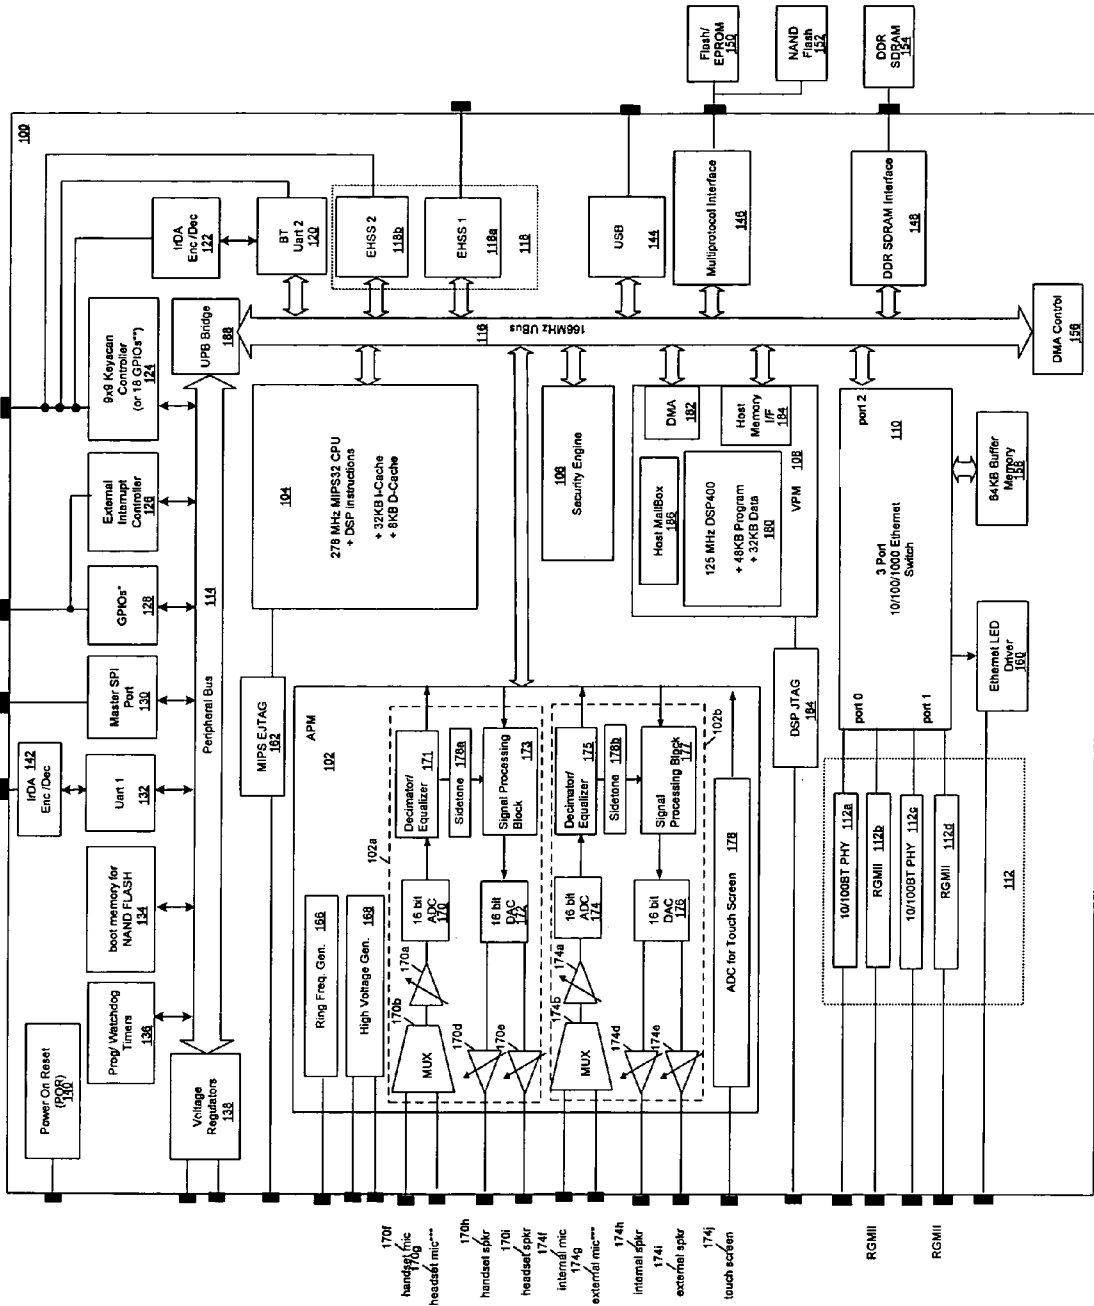 100
Flash/
EPROM
150
NAND
Flash
152
DDR
SDRAM
154
IrDA
Enc /Dec
122
BT
Uart 2
120
EHSS 2
118b
EHSS 1
118a
118
USB
144
Multiprotocol Interface
146
DDR SDRAM Interface
148
9x9 Keyscan
Controller
(or 18 GPIOs**)
124
UPB Bridge
188
116
166MHz UBus
DMA Control
156
External
Interrupt
Controller
126
GPIOs*
128
Master SPI
Port
130
IrDA 142
Enc /Dec
Uart 1
132
boot memory for
NAND FLASH
134
Prog/ Watchdog
Timers
136
Power On Reset
(POR)
140
Voltage
Regulators
138
114
Peripheral Bus
104
278 MHz MIPS32 CPU
+ DSP instructions
+ 32KB I-Cache
+ 8KB D-Cache
MIPS EJTAG
162
106
Security Engine
DMA
182
Host
Memory
I/F
184
Host MailBox
186
125 MHz DSP400
+ 48KB Program
+ 32KB Data
180
108
VPM
DSP JTAG
164
port 2
110
3 Port
10/100/1000 Ethernet
Switch
port 0
port 1
64KB Buffer
Memory
158
Ethernet LED
Driver
160
APM
102
Ring Freq. Gen.
166
High Voltage Gen.
168
102a
Decimator/
Equalizer
171
Sidetone
178a
Signal Processing
Block
173
16 bit
ADC
170
16 bit
DAC
172
170a
170b
MUX
170d
170e
102b
Decimator/
Equalizer
175
Sidetone
178b
Signal
Processing Block
177
16 bit
ADC
174
16 bit
DAC
176
174a
174b
MUX
174d
174e
ADC for Touch Screen
178
10/100BT PHY
112a
RGMII
112b
10/100BT PHY
112c
RGMII
112d
112
170f
handset mic
170g
headset mic***
170h
handset spkr
170i
headset spkr
174f
internal mic
174g
external mic***
174h
internal spkr
174i
external spkr
174j
touch screen
RGMII
RGMII